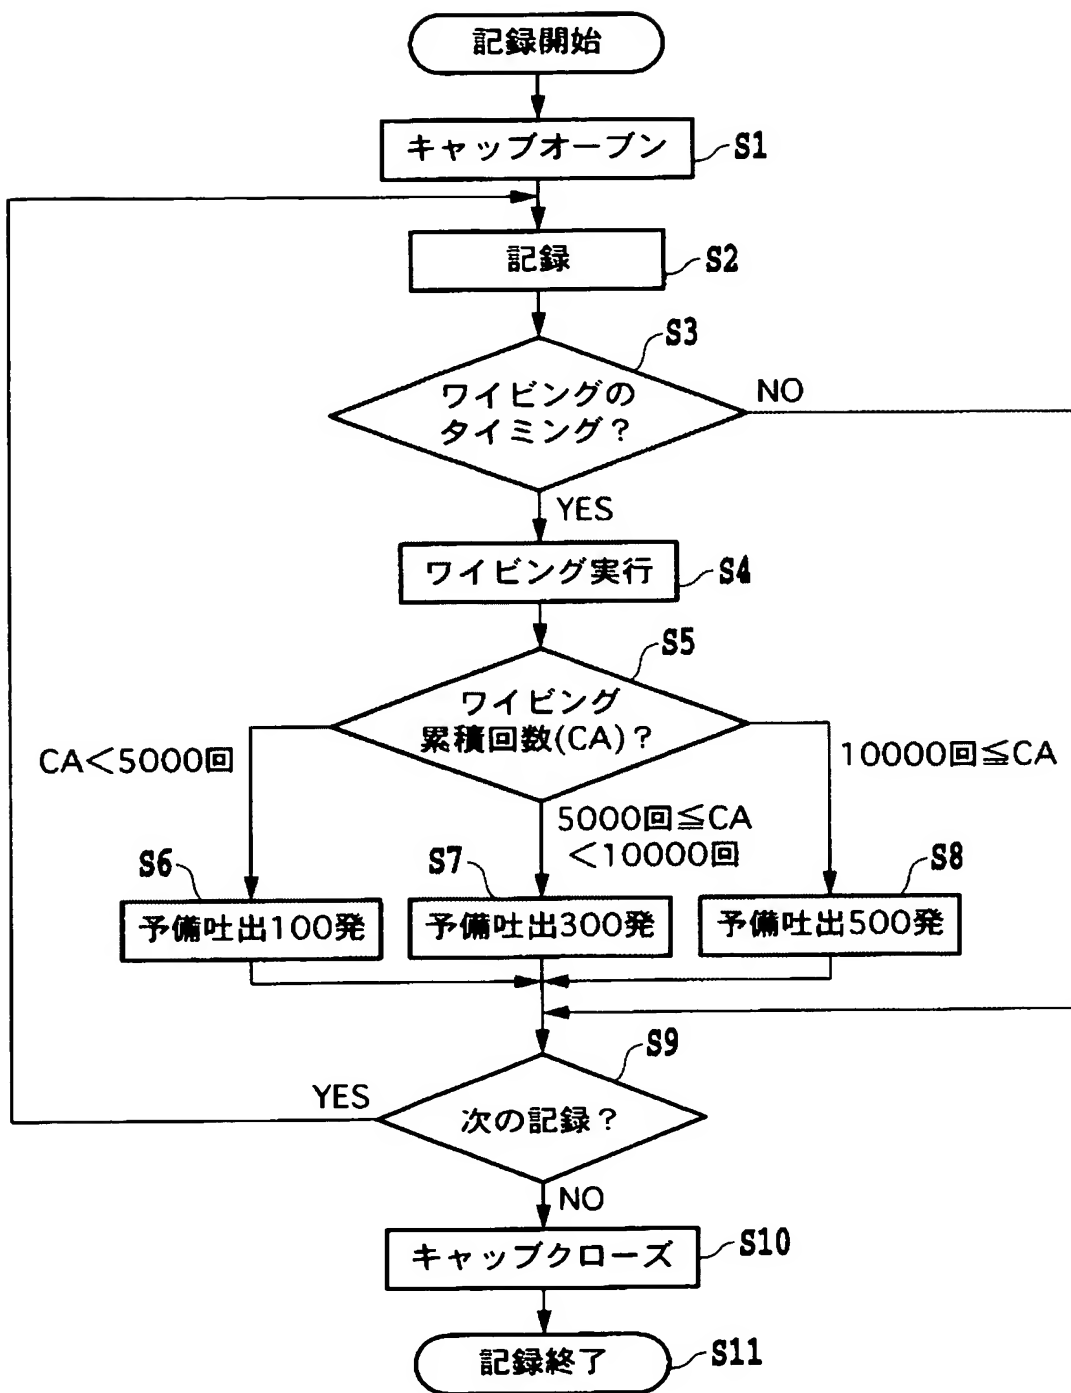 記録開始
キャップオープン
S1
記録
S2
S3
ワイピングの
タイミング？
NO
YES
ワイピング実行
S4
S5
ワイピング
累積回数(CA)？
CA＜5000回
10000回≦CA
5000回≦CA
＜10000回
S6
S7
S8
予備吐出100発
予備吐出300発
予備吐出500発
S9
YES
次の記録？
NO
キャップクローズ
S10
記録終了
S11